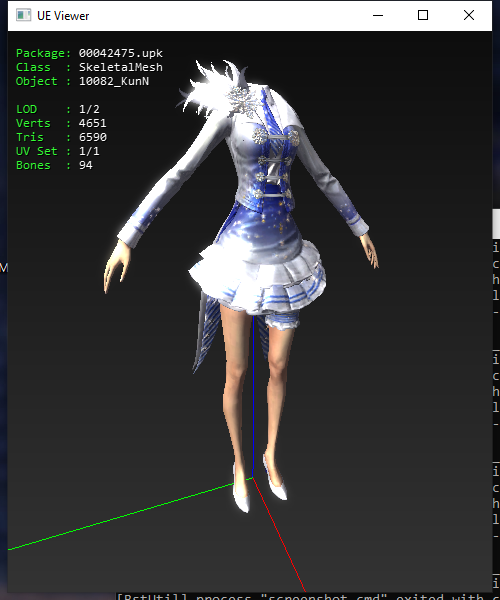 UE Viewer
Package: 00042475.upk
Class : SkeletalMesh
Object : 10082_KunN
LOD : 1/2
Verts : 4651
Tris : 6590
UV Set : 1/1
Bones : 94
M
i
c
h
l
-
i
c
h
l
-
i
c
h
l
-
[BstUtil] process "screenshot.cmd" exited with c